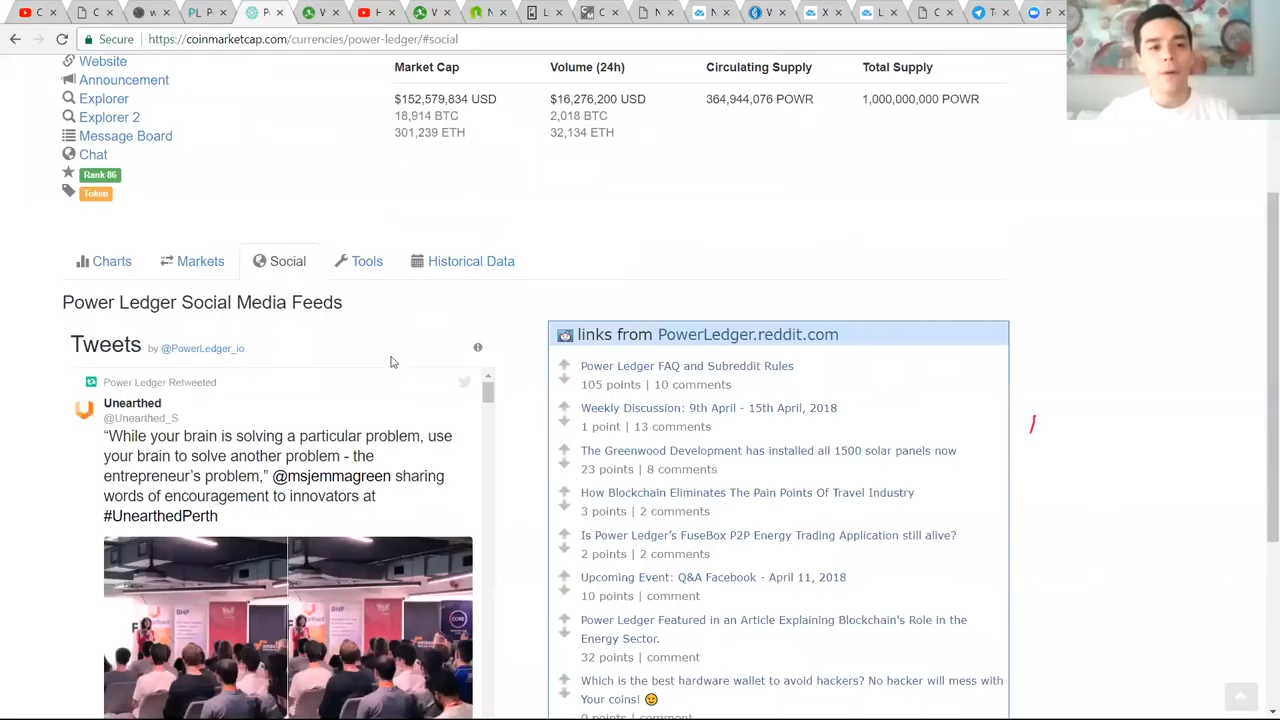 Secure https://coinmarketcap.com/currencies/power-ledger/#social
Website
Announcement
Explorer
Explorer 2
Message Board
Chat
Rank 86
Token
Market Cap Volume (24h) Circulating Supply Total Supply
$152,579,834 USD $16,276,200 USD 364,944,076 POWR 1,000,000,000 POWR
18,914 BTC 2,018 BTC
301,239 ETH 32,134 ETH
Charts Markets Social Tools Historical Data
Power Ledger Social Media Feeds
Tweets by @PowerLedger_io
Power Ledger Retweeted
Unearthed
@Unearthed_S
“While your brain is solving a particular problem, use
your brain to solve another problem - the
entrepreneur’s problem,” @msjemmagreen sharing
words of encouragement to innovators at
#UnearthedPerth
links from PowerLedger.reddit.com
Power Ledger FAQ and Subreddit Rules
105 points | 10 comments
Weekly Discussion: 9th April - 15th April, 2018
1 point | 13 comments
The Greenwood Development has installed all 1500 solar panels now
23 points | 8 comments
How Blockchain Eliminates The Pain Points Of Travel Industry
3 points | 2 comments
Is Power Ledger’s FuseBox P2P Energy Trading Application still alive?
2 points | 2 comments
Upcoming Event: Q&A Facebook - April 11, 2018
10 points | comment
Power Ledger Featured in an Article Explaining Blockchain's Role in the
Energy Sector.
32 points | comment
Which is the best hardware wallet to avoid hackers? No hacker will mess with
Your coins! 😉
0 points | comment